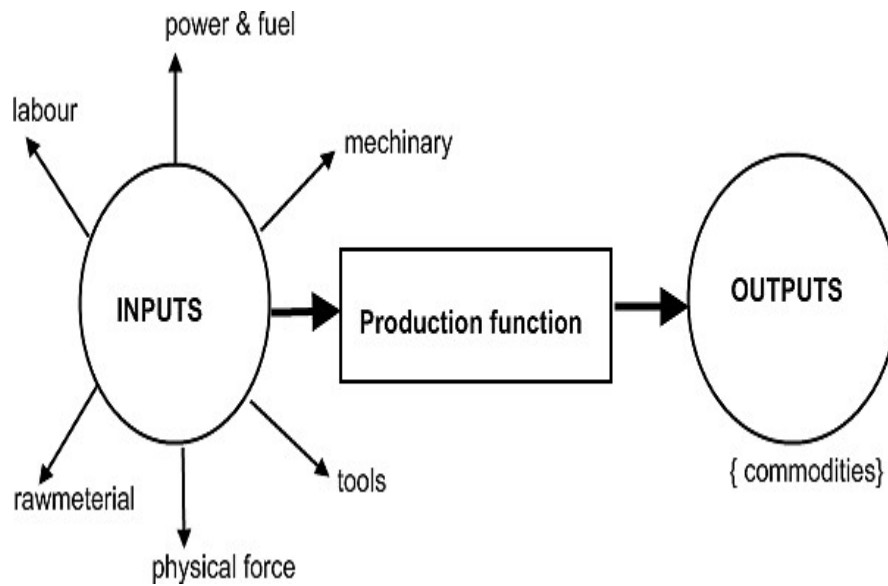 power & fuel
labour
mechinary
INPUTS
Production function
OUTPUTS
rawmeterial
tools
{ commodities}
physical force